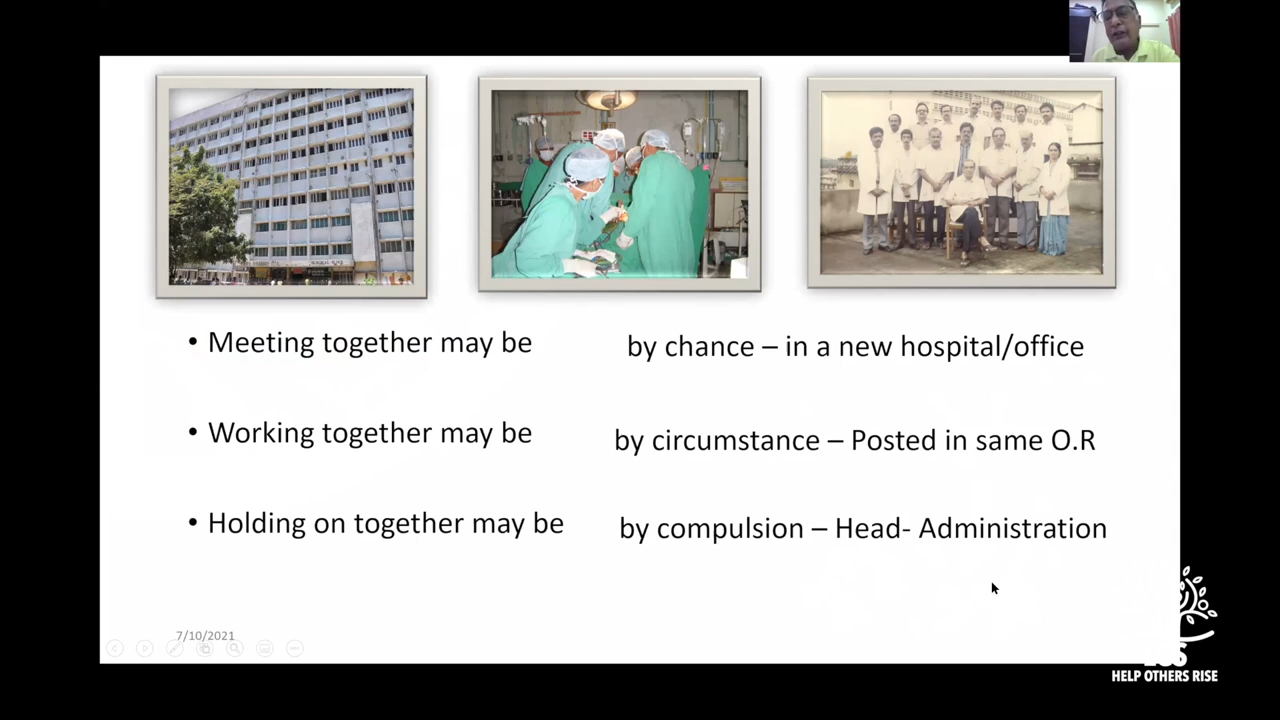 • Meeting together may be by chance – in a new hospital/office
• Working together may be by circumstance – Posted in same O.R
• Holding on together may be by compulsion – Head- Administration
7/10/2021
HELP OTHERS RISE